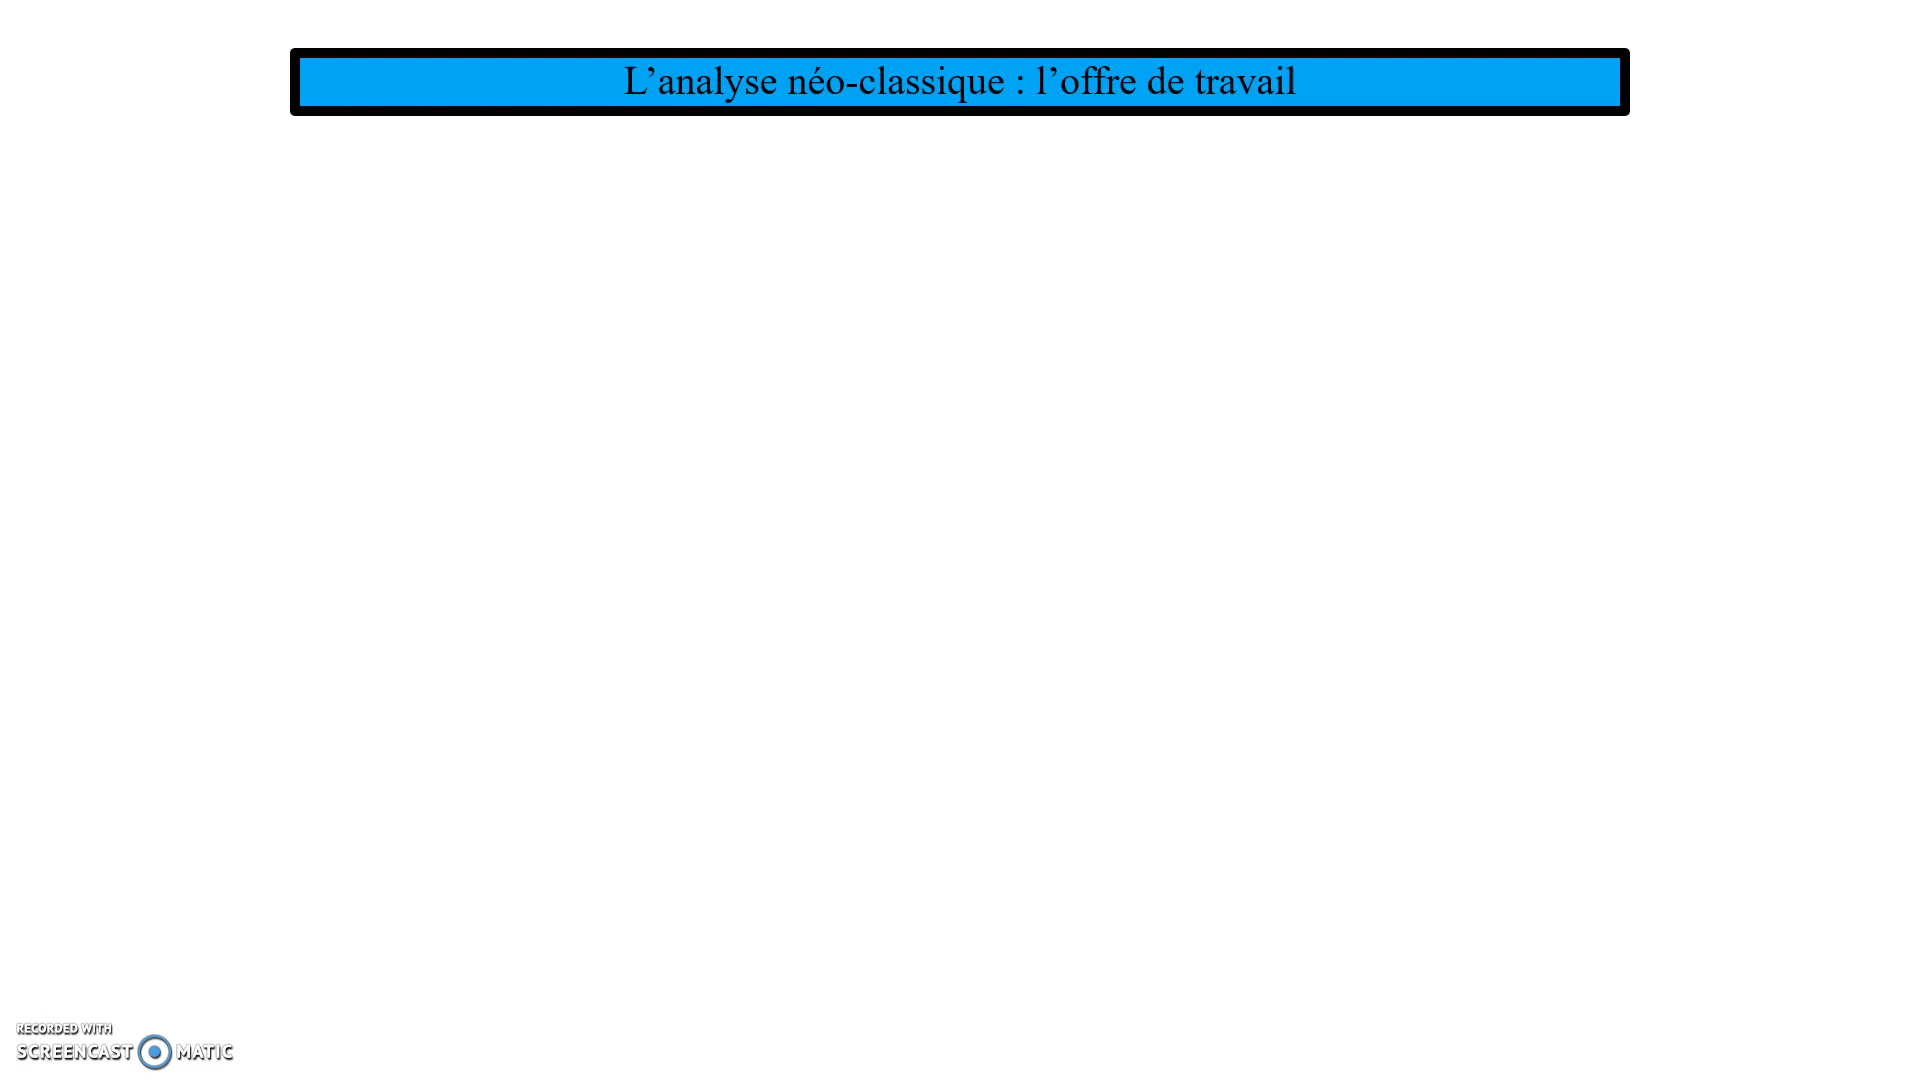 L’analyse néo-classique : l’offre de travail
RECORDED WITH
SCREENCAST MATIC